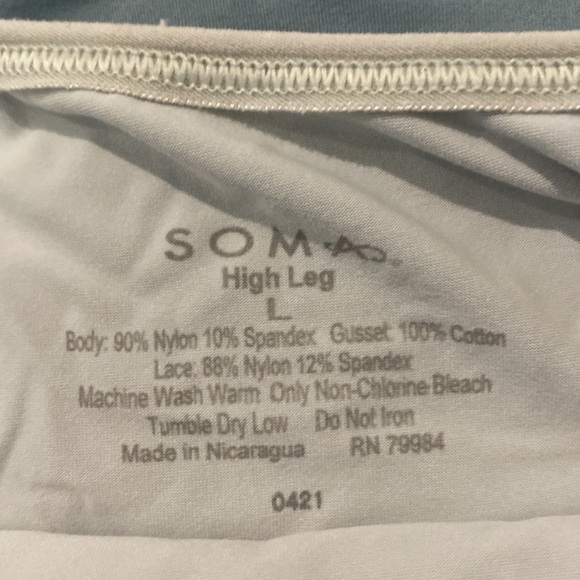 SOMA
High Leg
L
Body: 90% Nylon 10% Spandex Gusset: 100% Cotton
Lace: 88% Nylon 12% Spandex
Machine Wash Warm Only Non-Chlorine Bleach
Tumble Dry Low Do Not Iron
Made in Nicaragua RN 79984
0421